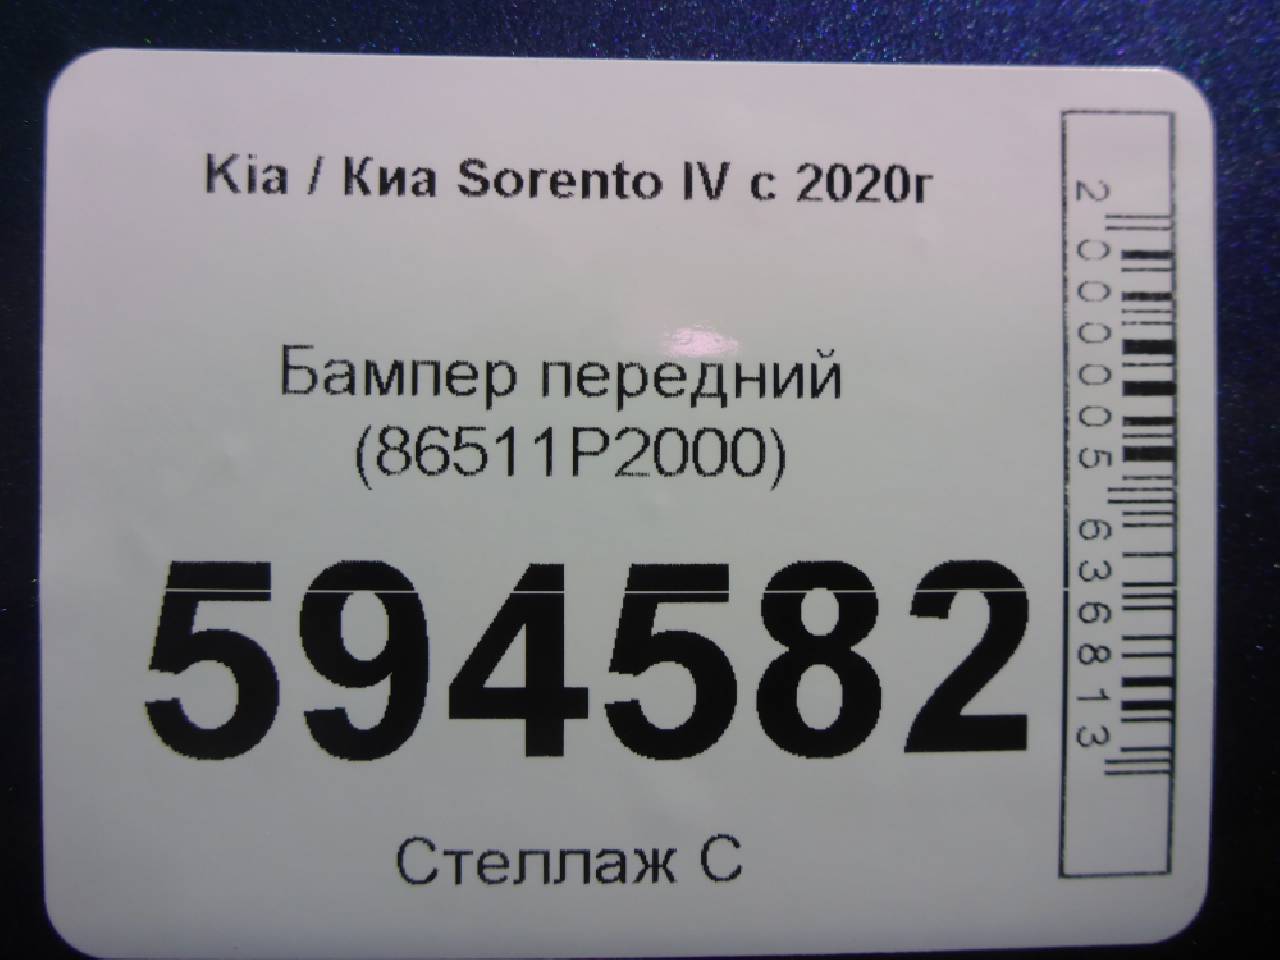 Kia / Киа Sorento IV с 2020г
Бампер передний
(86511P2000)
594582
Стеллаж С
2000005636813